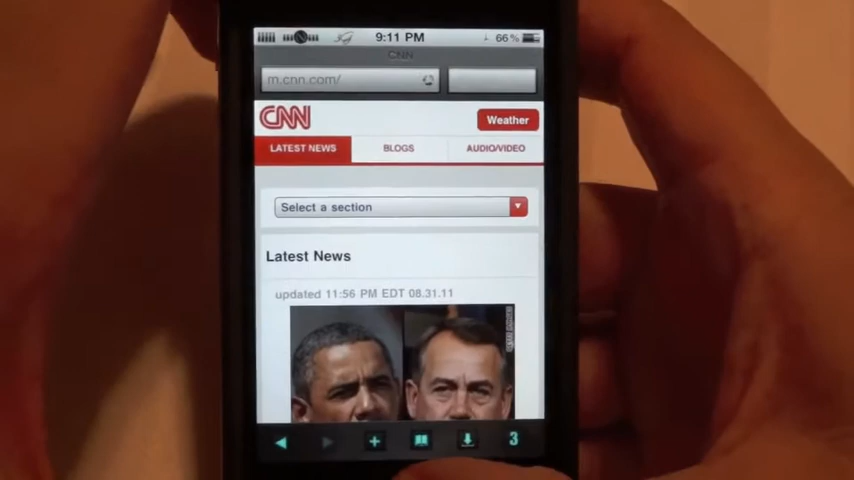 9:11 PM
66%
CNN
m.cnn.com/
CNN
Weather
LATEST NEWS
BLOGS
AUDIO/VIDEO
Select a section
Latest News
updated 11:56 PM EDT 08.31.11
3